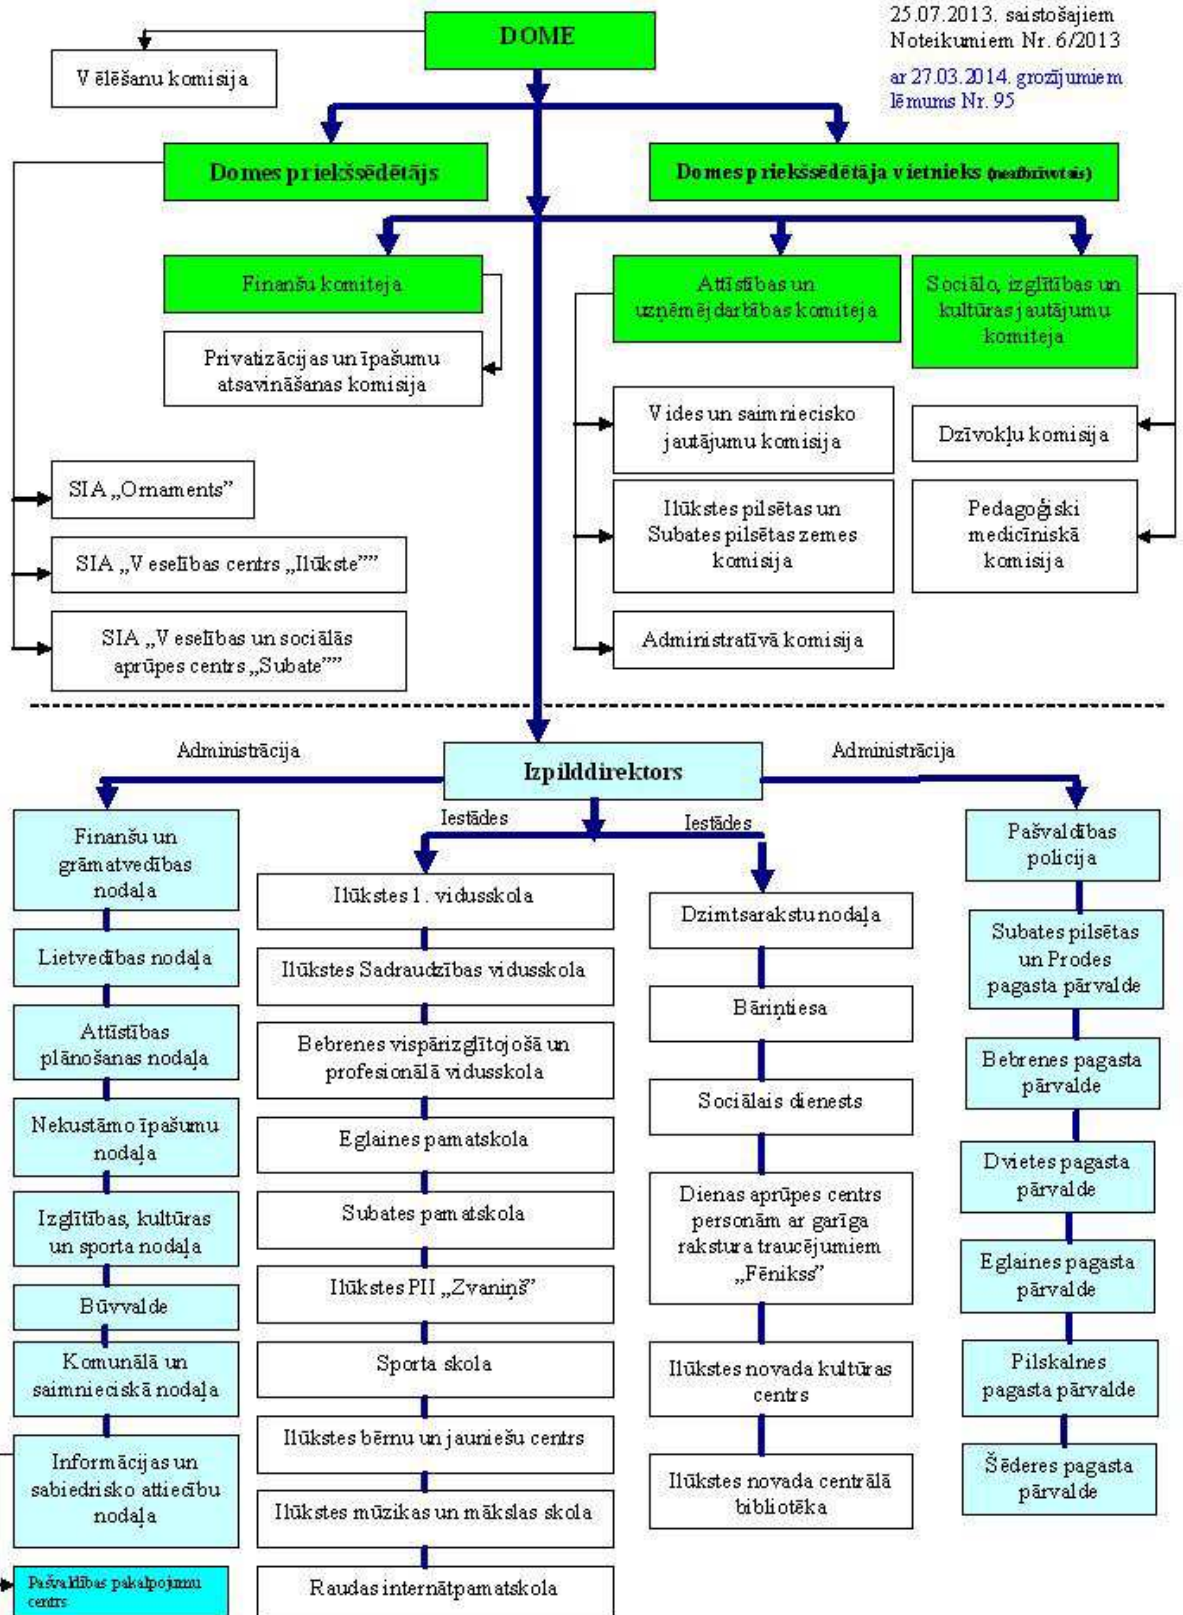 25.07.2013. saistošajiem
Noteikumiem Nr. 6/2013
ar 27.03.2014. grozījumiem
lēmums Nr. 95
DOME
Vēlēšanu komisija
Domes priekšsēdētājs
Domes priekšsēdētāja vietnieks (neatbrīvotais)
Finanšu komiteja
Attīstības un
uzņēmējdarbības komiteja
Sociālo, izglītības un
kultūras jautājumu
komiteja
Privatizācijas un īpašumu
atsavināšanas komisija
Vides un saimniecisko
jautājumu komisija
Dzīvokļu komisija
SIA „Ornaments”
Ilūkstes pilsētas un
Subates pilsētas zemes
komisija
Pedagoģiski
medicīniskā
komisija
SIA „Veselības centrs „Ilūkste””
SIA „Veselības un sociālās
aprūpes centrs „Subate””
Administratīvā komisija
Administrācija
Izpilddirektors
Administrācija
Iestādes
Iestādes
Finanšu un
grāmatvedības
nodaļa
Lietvedības nodaļa
Attīstības
plānošanas nodaļa
Nekustāmo īpašumu
nodaļa
Izglītības, kultūras
un sporta nodaļa
Būvvalde
Komunālā un
saimnieciskā nodaļa
Informācijas un
sabiedrisko attiecību
nodaļa
Pašvaldības pakalpojumu
centrs
Ilūkstes 1. vidusskola
Ilūkstes Sadraudzības vidusskola
Bebrenes vispārizglītojošā un
profesionālā vidusskola
Eglaines pamatskola
Subates pamatskola
Ilūkstes PII „Zvaniņš”
Sporta skola
Ilūkstes bērnu un jauniešu centrs
Ilūkstes mūzikas un mākslas skola
Raudas internātpamatskola
Dzimtsarakstu nodaļa
Bāriņtiesa
Sociālais dienests
Dienas aprūpes centrs
personām ar garīga
rakstura traucējumiem
„Fēnikss”
Ilūkstes novada kultūras
centrs
Ilūkstes novada centrālā
bibliotēka
Pašvaldības
policija
Subates pilsētas
un Prodes
pagasta pārvalde
Bebrenes pagasta
pārvalde
Dvietes pagasta
pārvalde
Eglaines pagasta
pārvalde
Pilskalnes
pagasta pārvalde
Šēderes pagasta
pārvalde